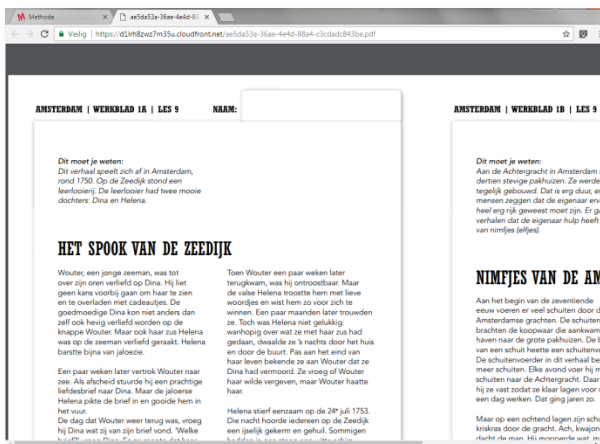 Methode
ae5da53a-36ae-4e4d-88
Veilig | https://d1lrh8zwz7m35u.cloudfront.net/ae5da53a-36ae-4e4d-88a4-c3cdadc843be.pdf
AMSTERDAM | WERKBLAD 1A | LES 9
NAAM:
Dit moet je weten:
Dit verhaal speelt zich af in Amsterdam,
rond 1750. Op de Zeedijk stond een
leerlooierij. De leerlooier had twee mooie
dochters: Dina en Helena.
HET SPOOK VAN DE ZEEDIJK
Wouter, een jonge zeeman, was tot
over zijn oren verliefd op Dina. Hij liet
geen kans voorbij gaan om haar te zien
en te overladen met cadeautjes. De
goedmoedige Dina kon niet anders dan
zelf ook hevig verliefd worden op de
knappe Wouter. Maar ook haar zus Helena
was op de zeeman verliefd geraakt. Helena
barstte bijna van jaloezie.
Een paar weken later vertrok Wouter naar
zee. Als afscheid stuurde hij een prachtige
liefdesbrief naar Dina. Maar de jaloerse
Helena pikte de brief in en gooide hem in
het vuur.
De dag dat Wouter weer terug was, vroeg
hij Dina wat zij van zijn brief vond. 'Welke
Toen Wouter een paar weken later
terugkwam, was hij ontroostbaar. Maar
de valse Helena troostte hem met lieve
woordjes en wist hem zo voor zich te
winnen. Een paar maanden later trouwden
ze. Toch was Helena niet gelukkig:
wanhopig over wat ze met haar zus had
gedaan, dwaalde ze 's nachts door het huis
en door de buurt. Pas aan het eind van
haar leven bekende ze aan Wouter dat ze
Dina had vermoord. Ze vroeg of Wouter
haar wilde vergeven, maar Wouter haatte
haar.
Helena stierf eenzaam op de 24e juli 1753.
Die nacht hoorde iedereen op de Zeedijk
een ijselijk gekerm en gehuil. Sommigen
AMSTERDAM | WERKBLAD 1B | LES 9
Dit moet je weten:
Aan de Achtergracht in Amsterdam
dertien stevige pakhuizen. Ze werde
tegelijk gebouwd. Dat is erg duur, e
mensen zeggen dat de eigenaar erv
heel erg rijk geweest moet zijn. Er g
verhalen dat de eigenaar hulp heeft
van nimfjes (elfjes).
NIMFJES VAN DE AM
Aan het begin van de zeventiende
eeuw voeren er veel schuiten door d
Amsterdamse grachten. De schuiten
brachten de koopwaar die aankwam
haven naar de grote pakhuizen. De b
van een schuit heette een schuitenv
De schuitenvoerder in dit verhaal be
meer schuiten. Elke avond voer hij m
schuiten naar de Achtergracht. Daar
hij ze vast zodat ze klaar lagen voor
een dag werken. Dat ging jaren zo.
Maar op een ochtend lagen zijn schu
kriskras door de gracht. Ach, kwajon
dacht de man. Hij mopperde wat